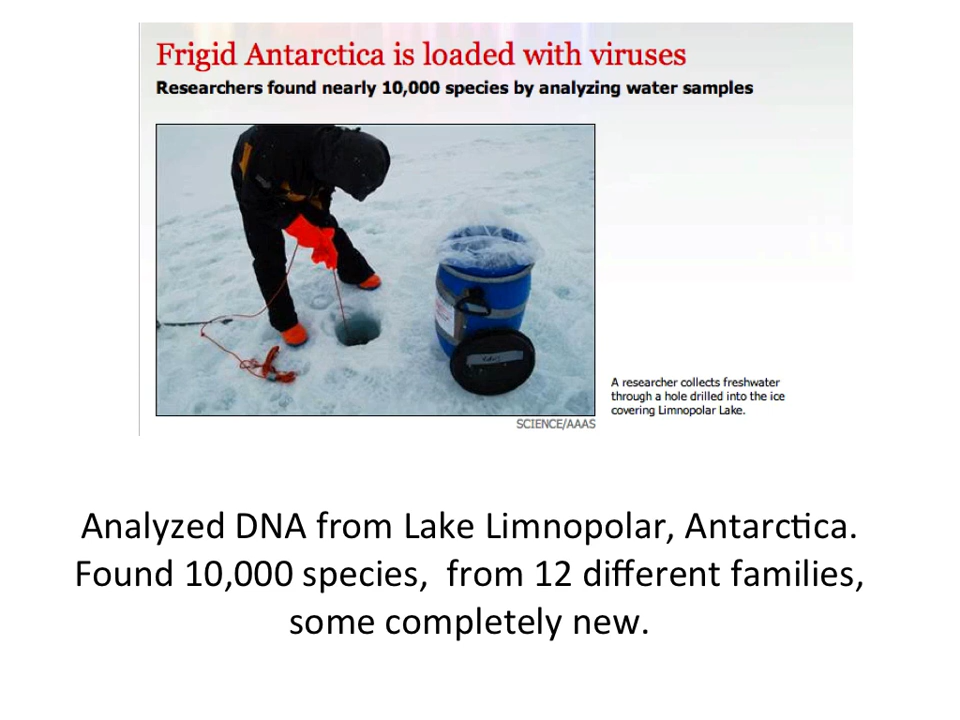 Frigid Antarctica is loaded with viruses
Researchers found nearly 10,000 species by analyzing water samples
A researcher collects freshwater
through a hole drilled into the ice
covering Limnopolar Lake.
SCIENCE/AAAS
Analyzed DNA from Lake Limnopolar, Antarctica.
Found 10,000 species,  from 12 different families,
some completely new.